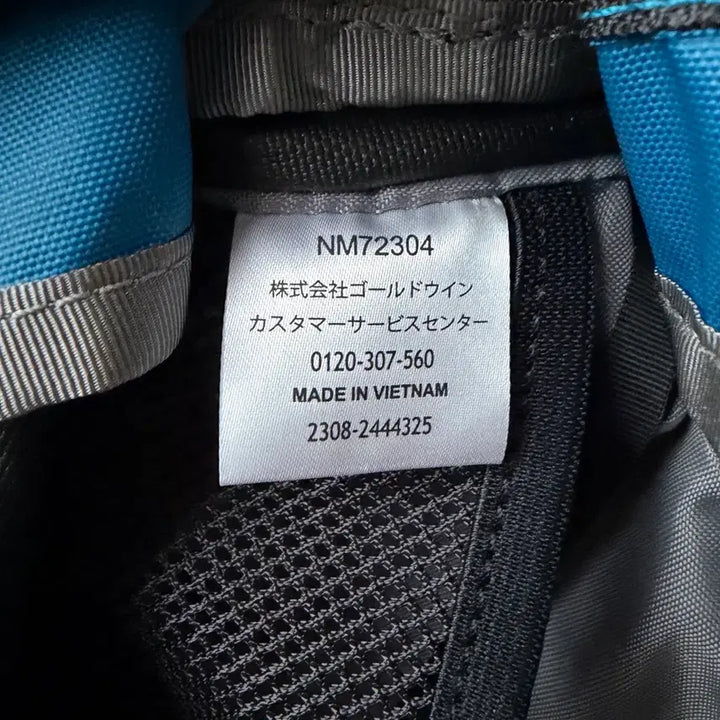 NM72304
株式会社ゴールドウイン
カスタマーサービスセンター
0120-307-560
MADE IN VIETNAM
2308-2444325